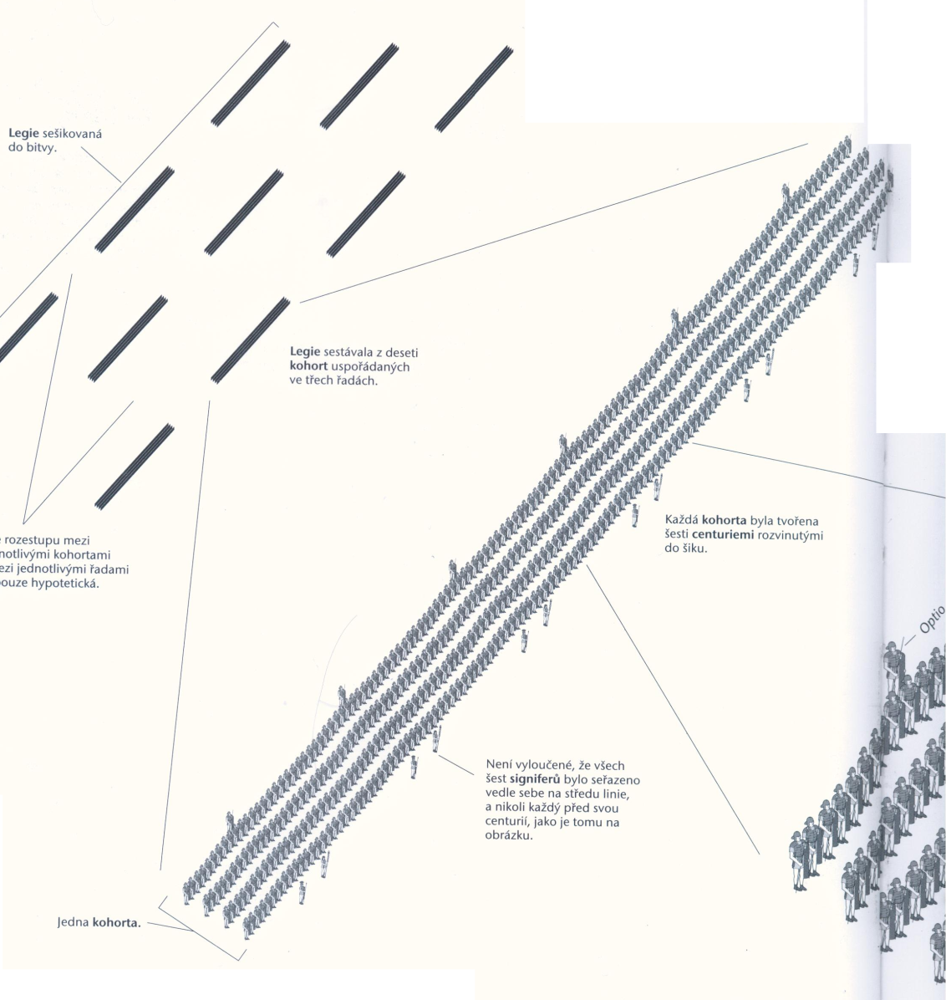 Legie sešikovaná
do bitvy.
Legie sestávala z deseti
kohort uspořádaných
ve třech řadách.
rozestupu mezi
notlivými kohortami
ezi jednotlivými řadami
ouze hypotetická.
Každá kohorta byla tvořena
šesti centuriemi rozvinutými
do šiku.
Optio
Není vyloučené, že všech
šest signiferů bylo seřazeno
vedle sebe na středu linie,
a nikoli každý před svou
centurií, jako je tomu na
obrázku.
Jedna kohorta.